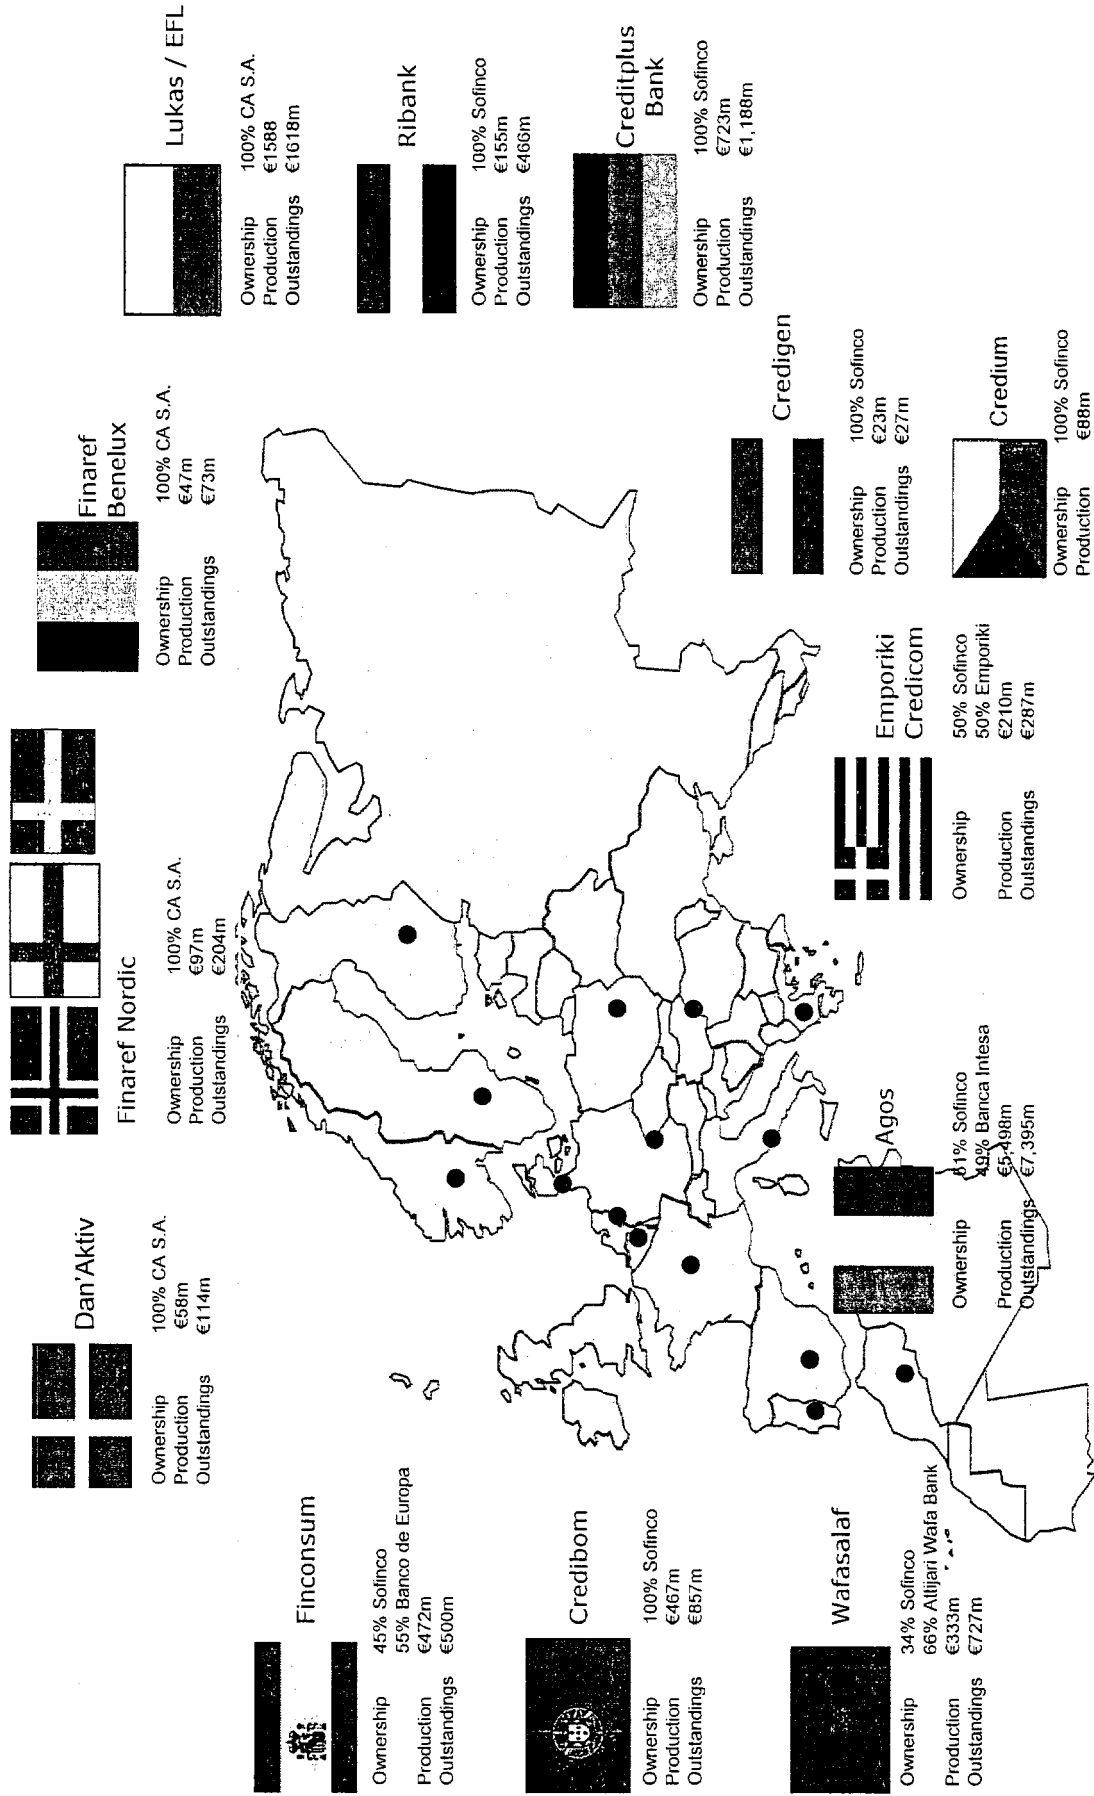 Dan'Aktiv
Ownership 100% CA S.A.
Production €58m
Outstandings €114m
Finaref Nordic
Ownership 100% CA S.A.
Production €97m
Outstandings €204m
Finaref
Benelux
Ownership 100% CA S.A.
Production €47m
Outstandings €73m
Lukas / EFL
Ownership 100% CA S.A.
Production €1588
Outstandings €1618m
Finconsum
Ownership 45% Sofinco
55% Banco de Europa
Production €472m
Outstandings €500m
Ribank
Ownership 100% Sofinco
Production €155m
Outstandings €466m
Credibom
Ownership 100% Sofinco
Production €467m
Outstandings €857m
Creditplus
Bank
Ownership 100% Sofinco
Production €723m
Outstandings €1,188m
Wafasalaf
Ownership 34% Sofinco
66% Attijari Wafa Bank
Production €333m
Outstandings €727m
Agos
Ownership 51% Sofinco
49% Banca Intesa
Production €5,498m
Outstandings €7,395m
Emporiki
Credicom
Ownership 50% Sofinco
50% Emporiki
Production €210m
Outstandings €287m
Credigen
Ownership 100% Sofinco
Production €23m
Outstandings €27m
Credium
Ownership 100% Sofinco
Production €88m